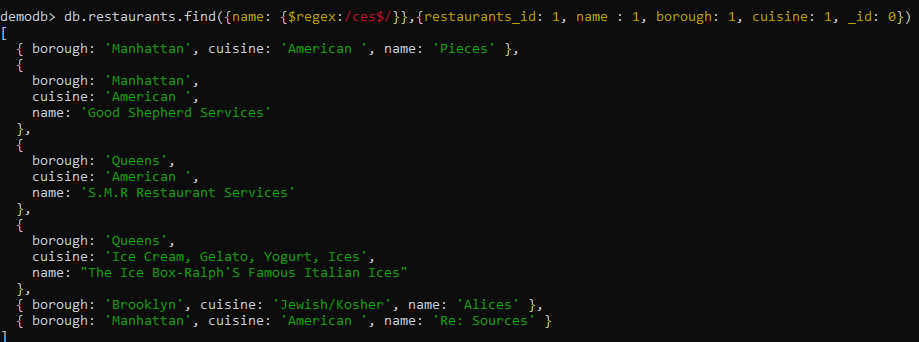 demodb> db.restaurants.find({name: {$regex:/ces$/}},{restaurants_id: 1, name : 1, borough: 1, cuisine: 1, _id: 0})
[
  { borough: 'Manhattan', cuisine: 'American ', name: 'Pieces' },
  {
    borough: 'Manhattan',
    cuisine: 'American ',
    name: 'Good Shepherd Services'
  },
  {
    borough: 'Queens',
    cuisine: 'American ',
    name: 'S.M.R Restaurant Services'
  },
  {
    borough: 'Queens',
    cuisine: 'Ice Cream, Gelato, Yogurt, Ices',
    name: "The Ice Box-Ralph'S Famous Italian Ices"
  },
  { borough: 'Brooklyn', cuisine: 'Jewish/Kosher', name: 'Alices' },
  { borough: 'Manhattan', cuisine: 'American ', name: 'Re: Sources' }
]